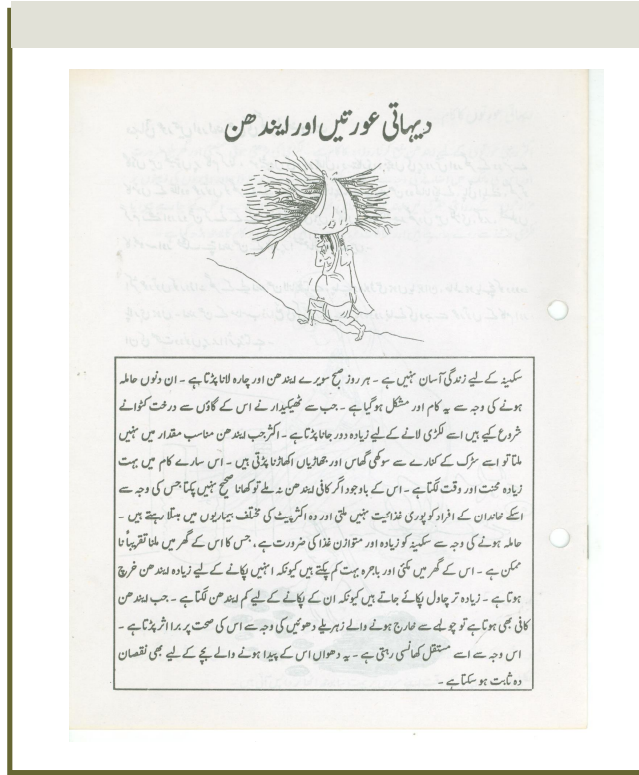 دیہاتی عورتیں اور ایندھن
سکینہ کے لیے زندگی آسان نہیں ہے ۔ ہر روز صبح سویرے ایندھن اور چارہ لانا پڑتا ہے ۔ ان دنوں حاملہ
ہونے کی وجہ سے یہ کام اور مشکل ہو گیا ہے ۔ جب سے ٹھیکیدار نے اس کے گاؤں سے درخت کٹوانے
شروع کیے ہیں اسے لکڑی لانے کے لیے زیادہ دور جانا پڑتا ہے ۔ اکثر جب ایندھن مناسب مقدار میں نہیں
ملتا تو اسے سڑک کے کنارے سے سوکھی گھاس اور جھاڑیاں اکھاڑنا پڑتی ہیں ۔ اس سارے کام میں بہت
زیادہ محنت اور وقت لگتا ہے ۔ اس کے باوجود اگر کافی ایندھن نہ ملے تو کھانا صحیح نہیں پکتا جس کی وجہ سے
اسکے خاندان کے افراد کو پوری غذائیت نہیں ملتی اور وہ اکثر پیٹ کی مختلف بیماریوں میں مبتلا رہتے ہیں ۔
حاملہ ہونے کی وجہ سے سکینہ کو زیادہ اور متوازن غذا کی ضرورت ہے ، جس کا اس کے گھر میں ملنا تقریباً نا
ممکن ہے ۔ اس کے گھر میں مکئی اور باجرہ بہت کم پکتے ہیں کیونکہ انہیں پکانے کے لیے زیادہ ایندھن خرچ
ہوتا ہے ۔ زیادہ تر چاول پکائے جاتے ہیں کیونکہ ان کے پکانے کے لیے کم ایندھن لگتا ہے ۔ جب ایندھن
کافی بھی ہوتا ہے تو چولہے سے خارج ہونے والے زہریلے دھوئیں کی وجہ سے اس کی صحت پر برا اثر پڑتا ہے ۔
اس وجہ سے اسے مستقل کھانسی رہتی ہے ۔ یہ دھواں اس کے پیدا ہونے والے بچے کے لیے بھی نقصان
دہ ثابت ہو سکتا ہے ۔